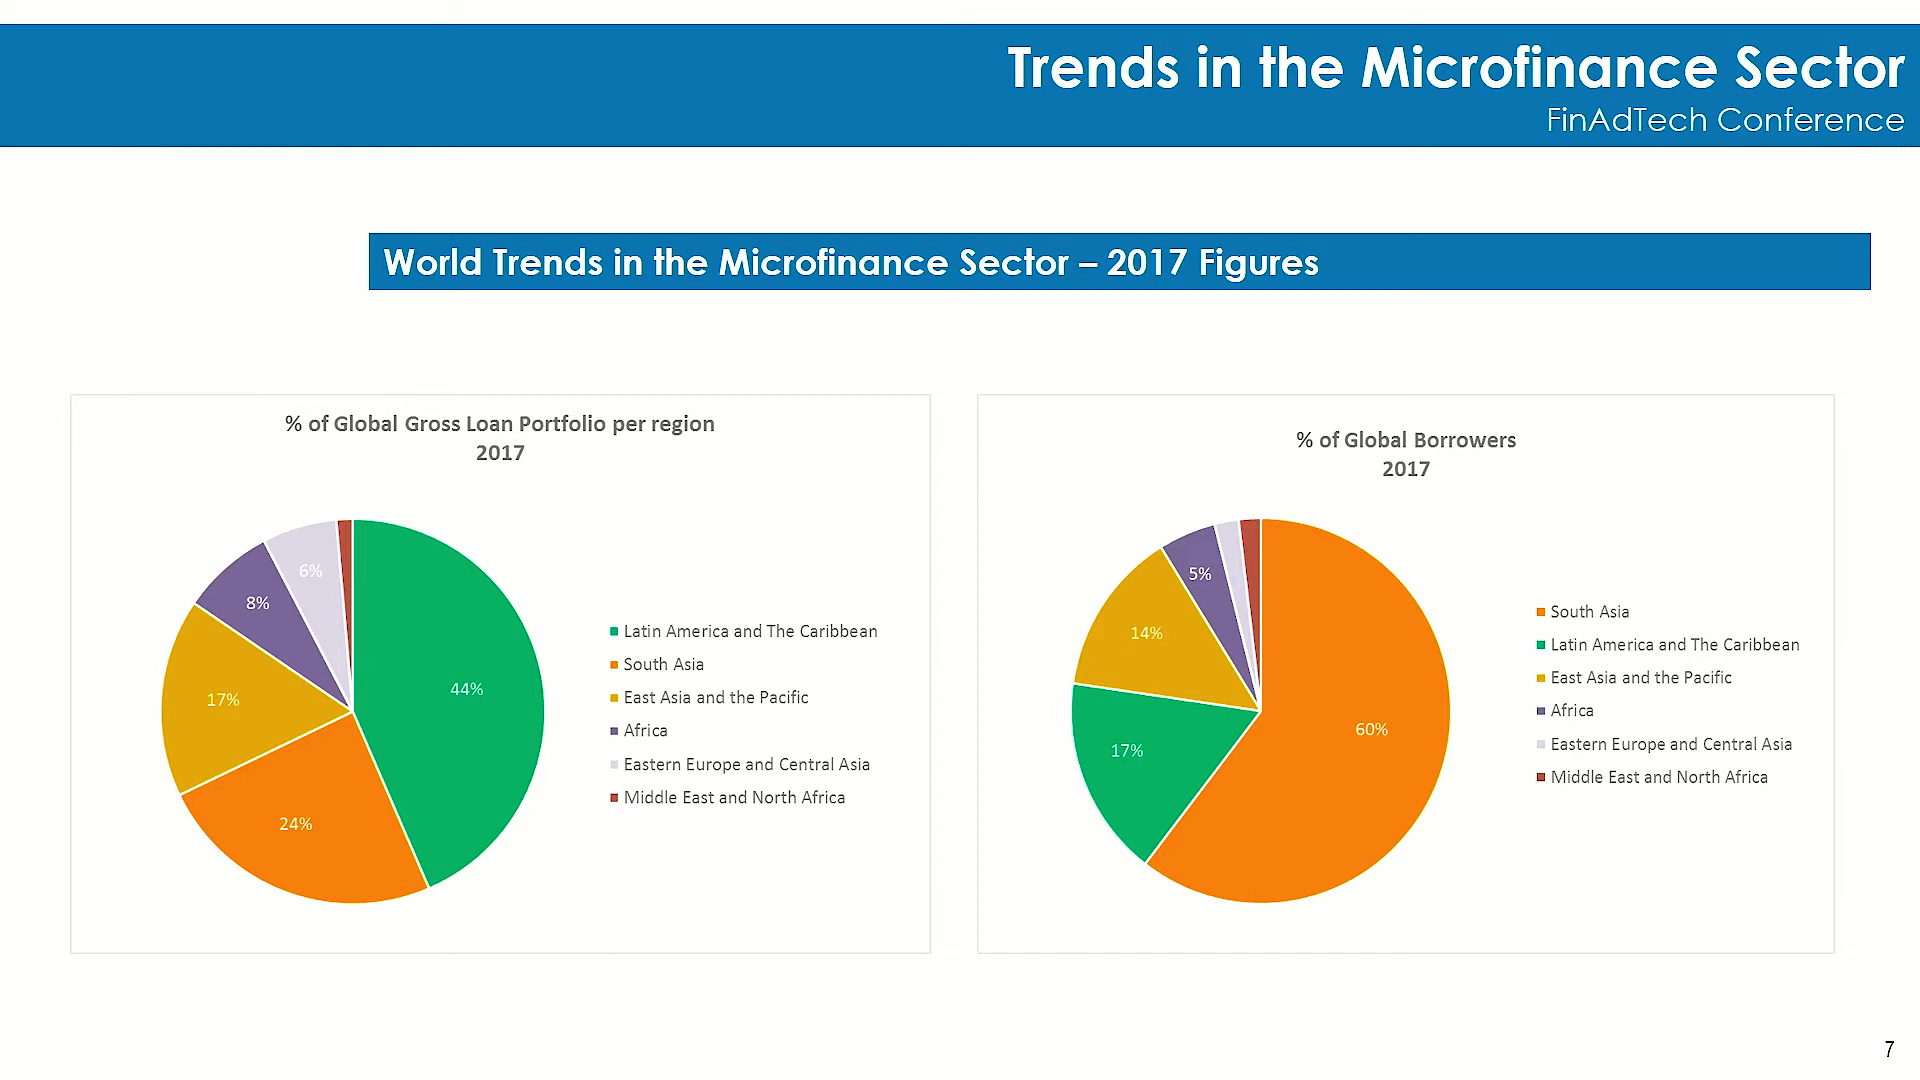 Trends in the Microfinance Sector
FinAdTech Conference
World Trends in the Microfinance Sector – 2017 Figures
% of Global Gross Loan Portfolio per region
2017
6%
8%
17%
44%
24%
Latin America and The Caribbean
South Asia
East Asia and the Pacific
Africa
Eastern Europe and Central Asia
Middle East and North Africa
% of Global Borrowers
2017
5%
14%
17%
60%
South Asia
Latin America and The Caribbean
East Asia and the Pacific
Africa
Eastern Europe and Central Asia
Middle East and North Africa
7